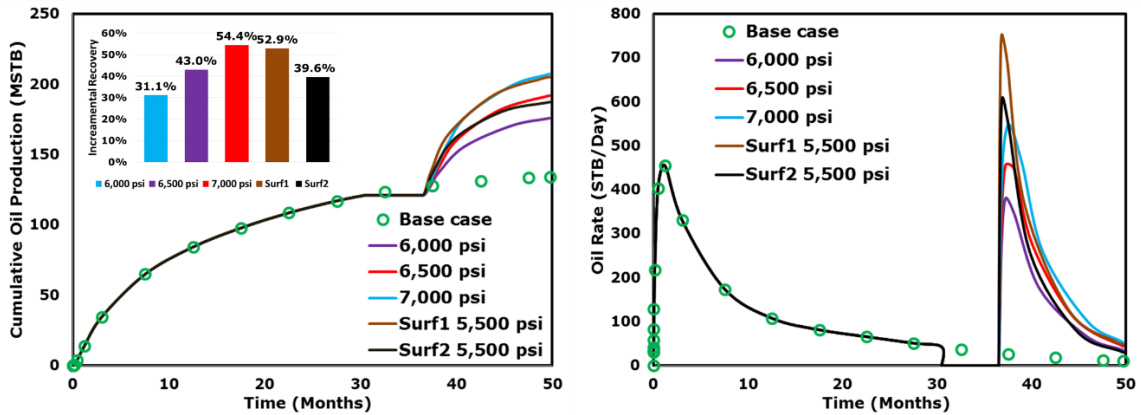 250
200
150
100
50
0
Cumulative Oil Production (MSTB)
60%
50%
40%
30%
20%
10%
0%
Increamental Recovery
31.1%
43.0%
54.4%
52.9%
39.6%
6,000 psi 6,500 psi 7,000 psi Surf1 Surf2
Base case
6,000 psi
6,500 psi
7,000 psi
Surf1 5,500 psi
Surf2 5,500 psi
0 10 20 30 40 50
Time (Months)
800
700
600
500
400
300
200
100
0
Oil Rate (STB/Day)
Base case
6,000 psi
6,500 psi
7,000 psi
Surf1 5,500 psi
Surf2 5,500 psi
0 10 20 30 40 50
Time (Months)